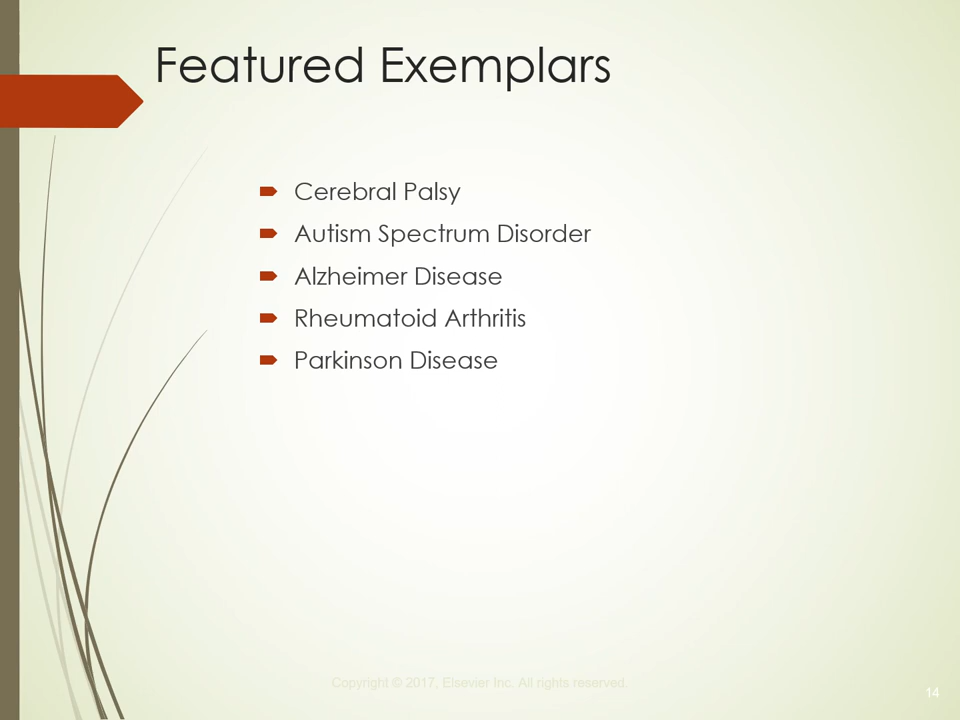 Featured Exemplars
Cerebral Palsy
Autism Spectrum Disorder
Alzheimer Disease
Rheumatoid Arthritis
Parkinson Disease
Copyright © 2017, Elsevier Inc. All rights reserved.
14